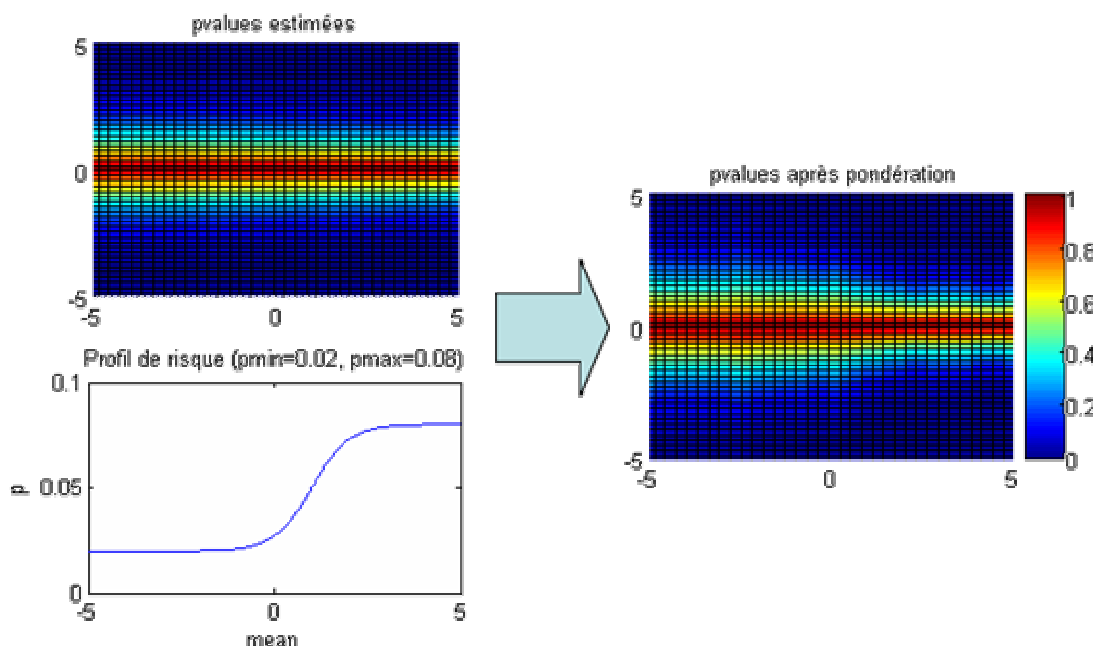 pvalues estimées
5
0
-5
-5 0 5
Profil de risque (pmin=0.02, pmax=0.08)
0.1
0.05
0
p
-5 0 5
mean
pvalues après pondération
5
0
-5
-5 0 5
1
0.8
0.6
0.4
0.2
0